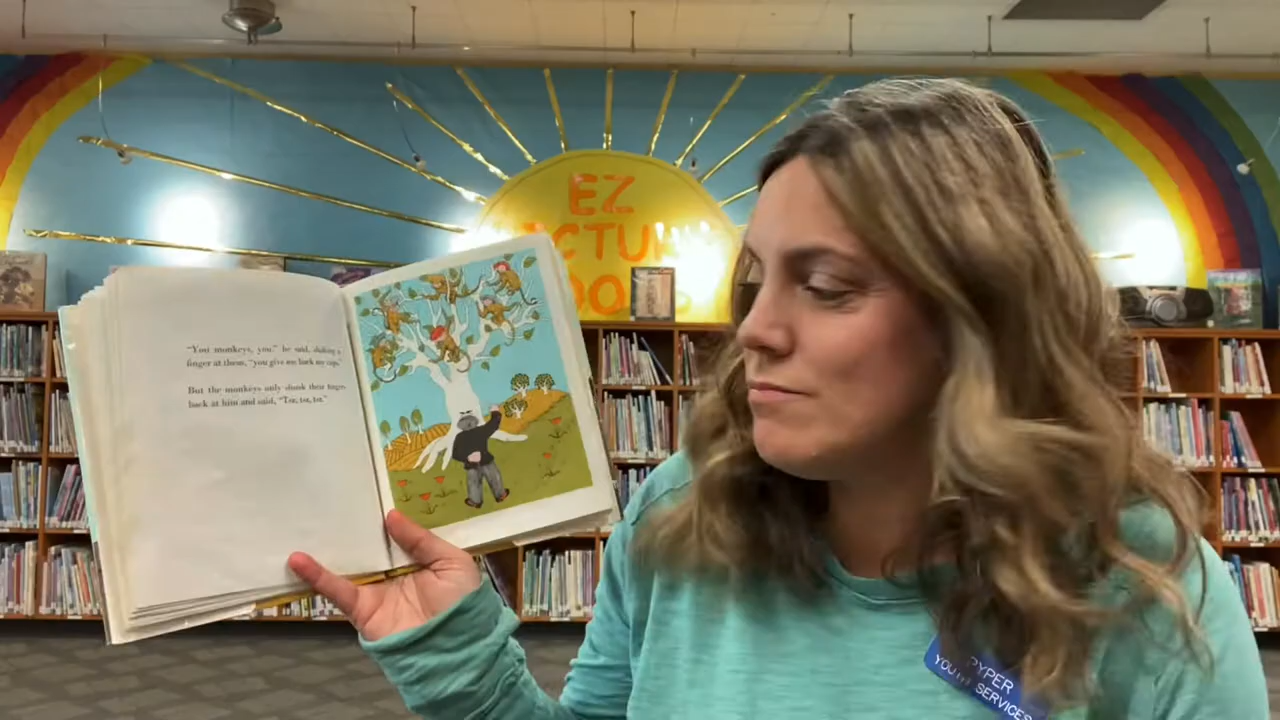 EZ
"You monkeys, you," he said, shaking a
finger at them, "you give me back my caps."
But the monkeys only shook their fingers
back at him and said, "Tsz, tsz, tsz."
PYPER
YOUTH SERVICES